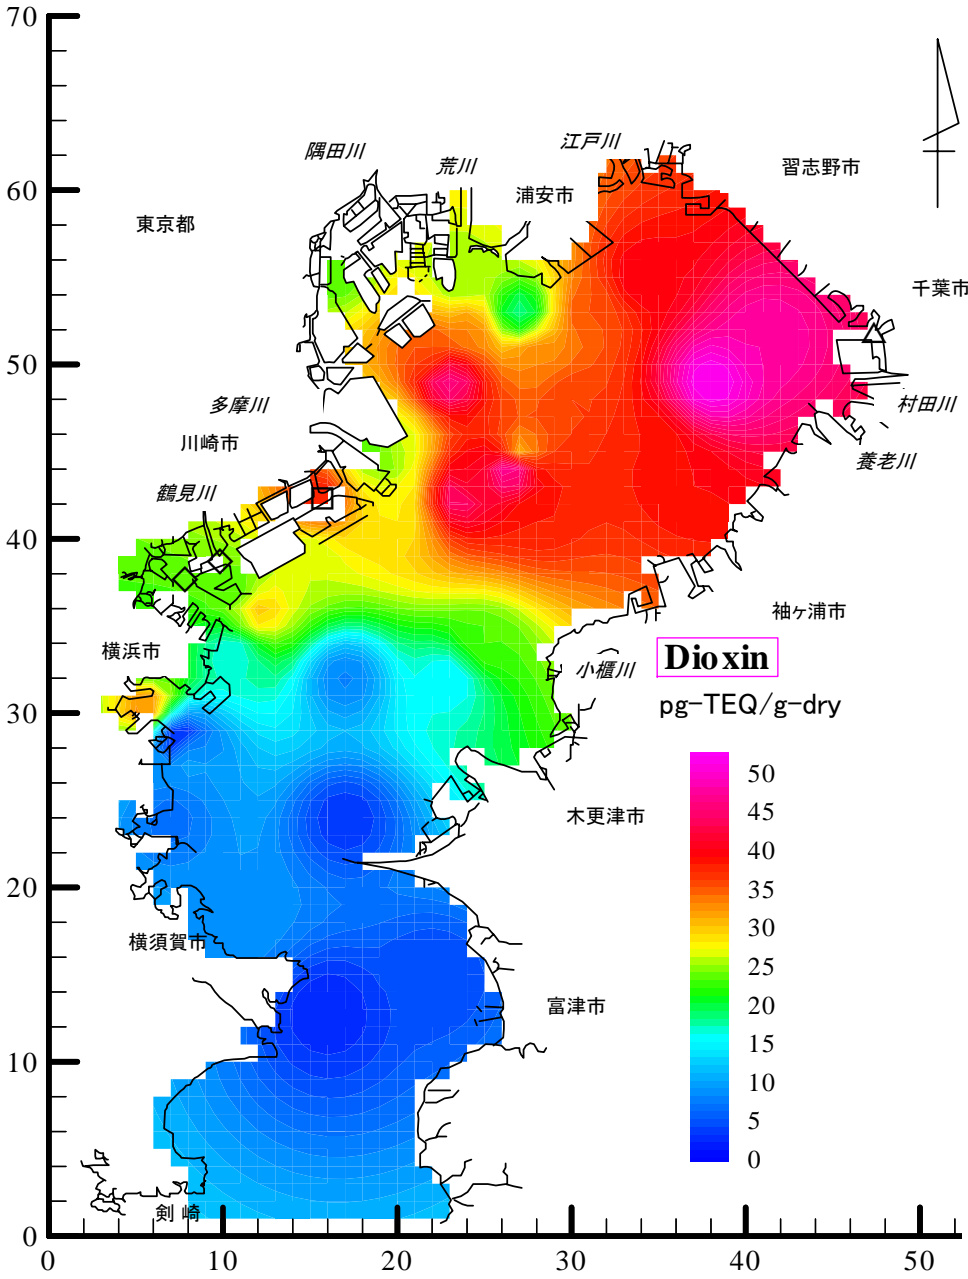 70
隅田川
荒川
江戸川
習志野市
60
浦安市
東京都
千葉市
50
多摩川
村田川
川崎市
養老川
鶴見川
40
袖ヶ浦市
横浜市
Dioxin
小櫃川
pg-TEQ/g-dry
30
50
45
木更津市
40
20
35
横須賀市
30
25
富津市
20
15
10
10
5
0
剣崎
0
0
10
20
30
40
50